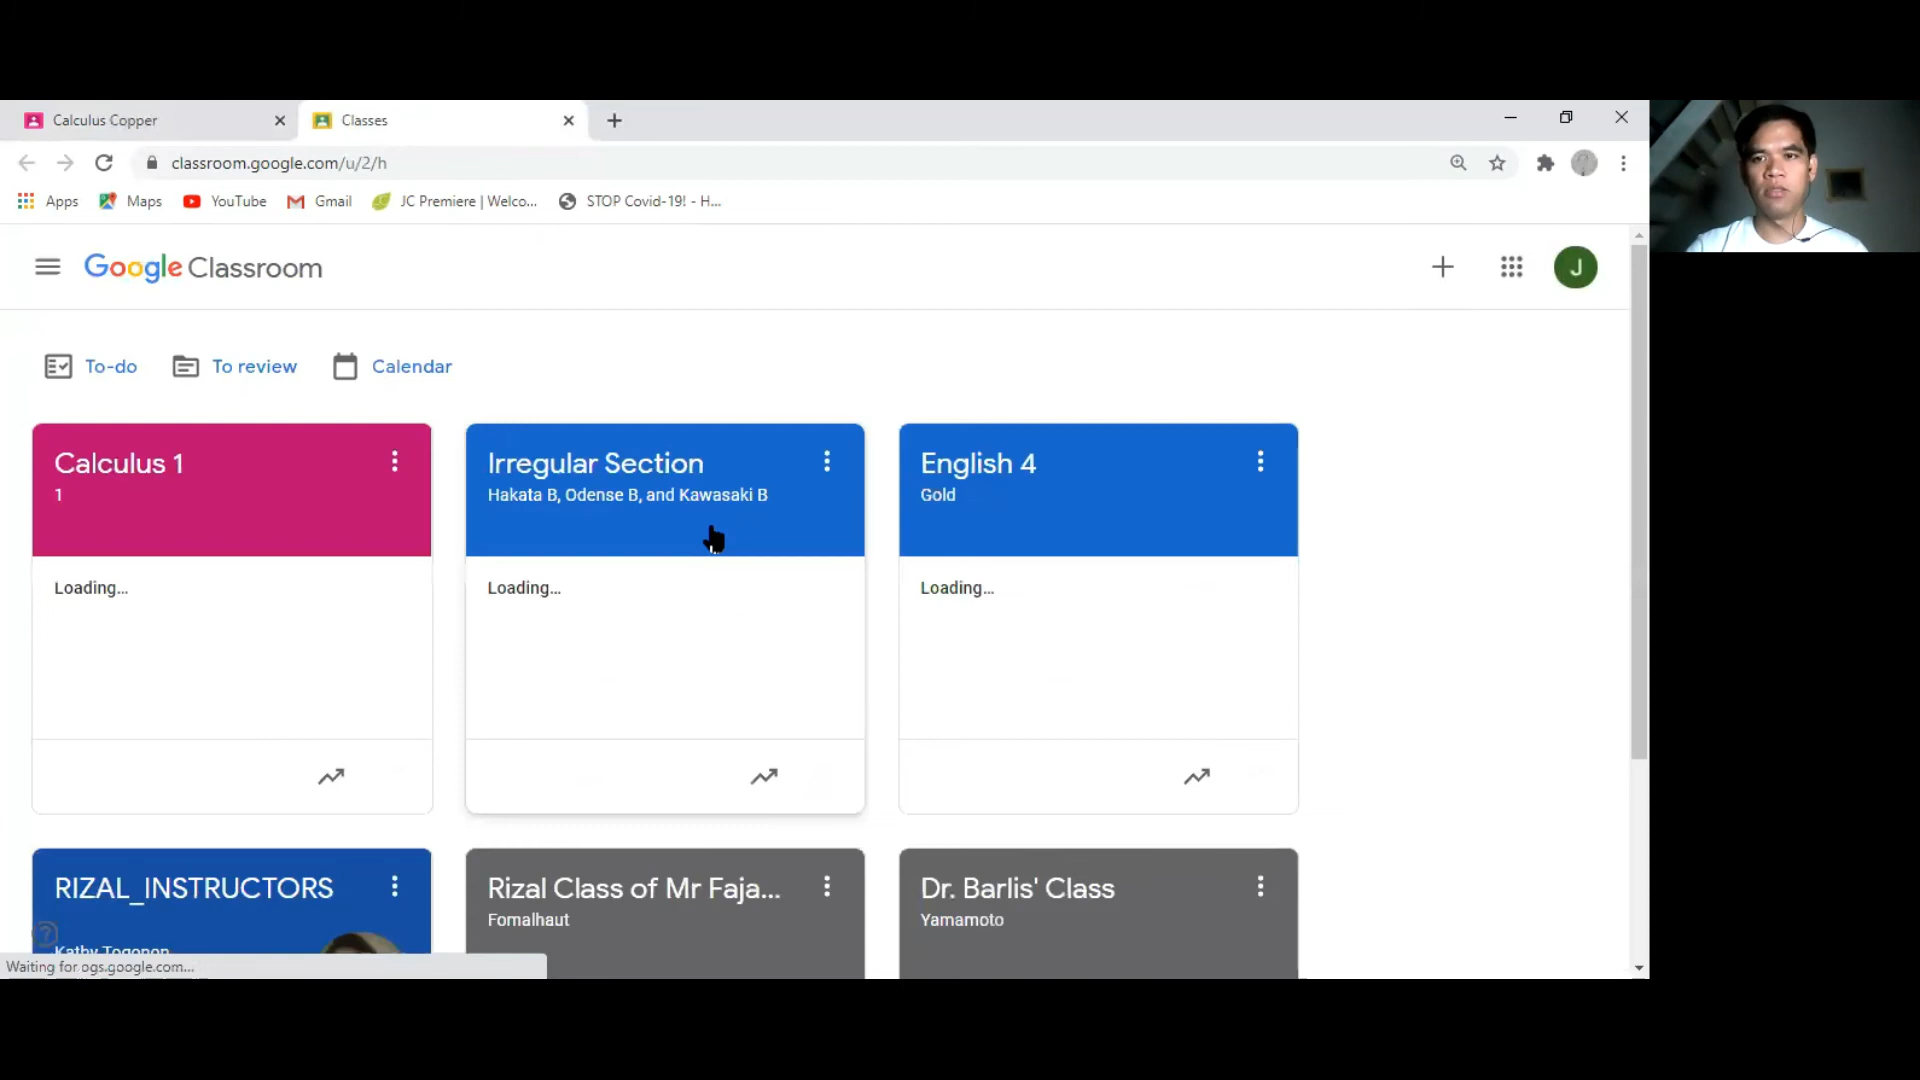 Calculus Copper
Classes
classroom.google.com/u/2/h
Apps
Maps
YouTube
Gmail
JC Premiere | Welco...
STOP Covid-19! - H...
Google Classroom
J
To-do
To review
Calendar
Calculus 1
1
Loading...
Irregular Section
Hakata B, Odense B, and Kawasaki B
Loading...
English 4
Gold
Loading...
RIZAL_INSTRUCTORS
Kathy Togonon
Rizal Class of Mr Faja...
Fomalhaut
Dr. Barlis' Class
Yamamoto
Waiting for ogs.google.com...